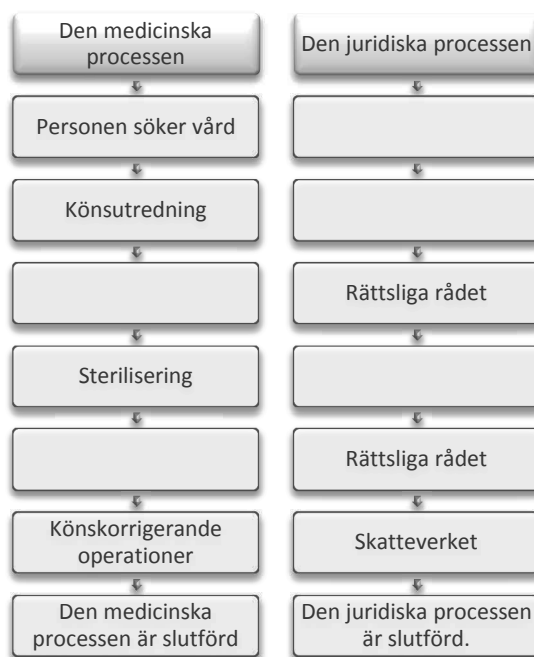 Den medicinska
processen
Personen söker vård
Könsutredning
Sterilisering
Könskorrigerande
operationer
Den medicinska
processen är slutförd
Den juridiska processen
Rättsliga rådet
Rättsliga rådet
Skatteverket
Den juridiska processen
är slutförd.